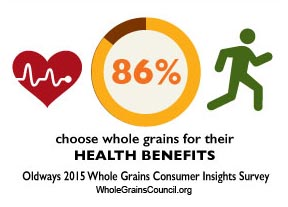 86%
choose whole grains for their
HEALTH BENEFITS
Oldways 2015 Whole Grains Consumer Insights Survey
WholeGrainsCouncil.org